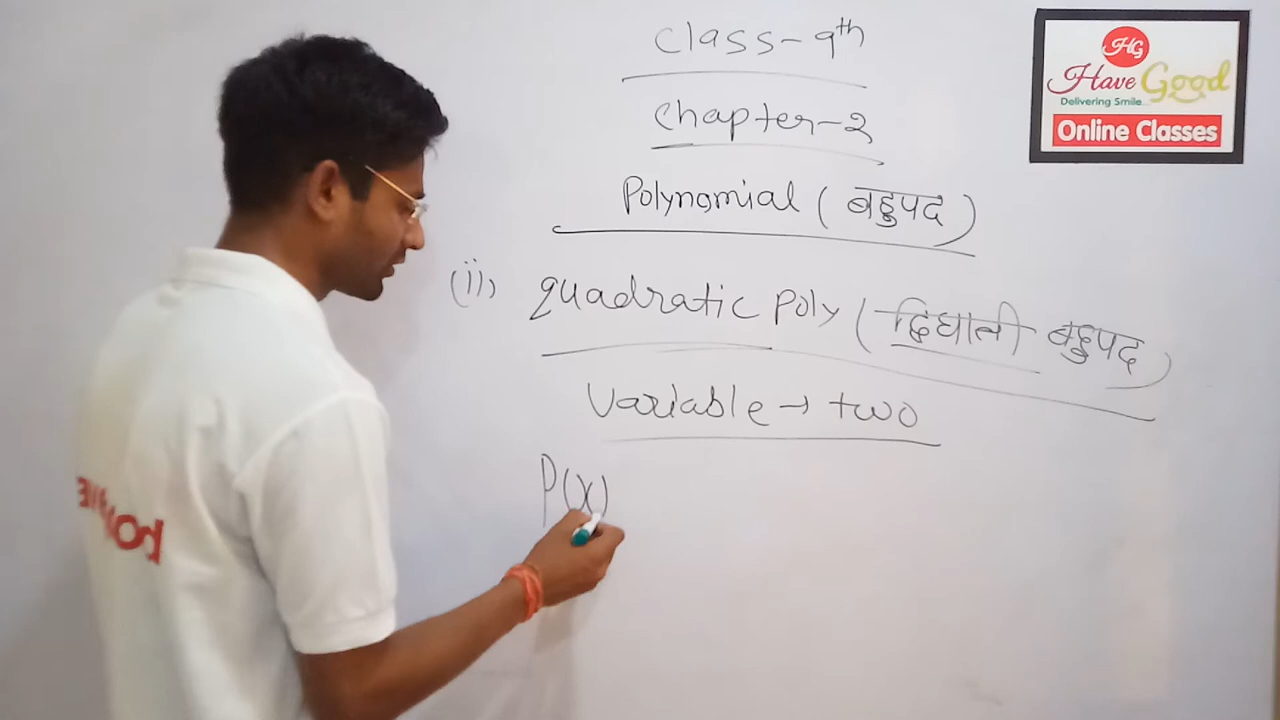 Class-9th
Chapter-2
Polynomial (बहुपद)
(ii) quadratic Poly (द्विघाती बहुपद)
Variable → two
P(x)
HG
Have Good
Delivering Smile...
Online Classes